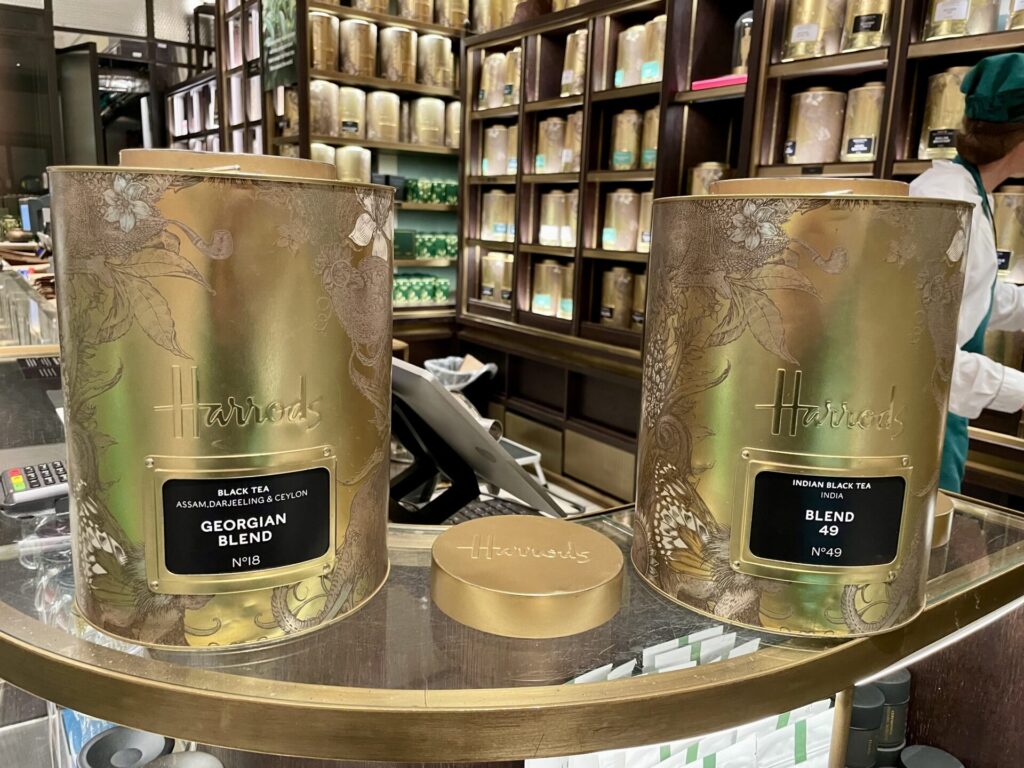 Harrods
BLACK TEA
ASSAM,DARJEELING & CEYLON
GEORGIAN
BLEND
Nº18
Harrods
Harrods
INDIAN BLACK TEA
INDIA
BLEND
49
Nº49